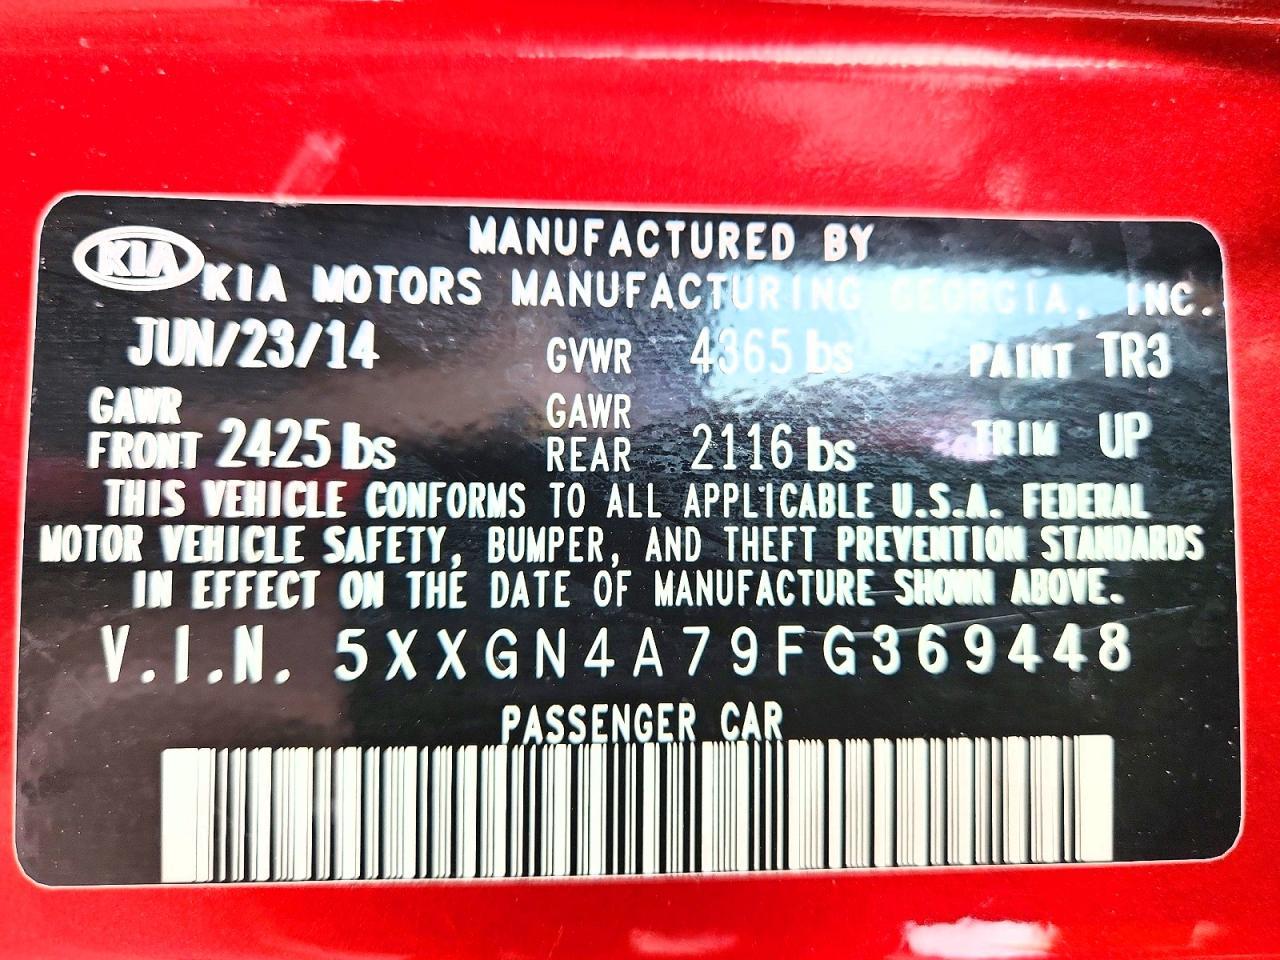 KIA
MANUFACTURED BY
KIA MOTORS MANUFACTURING GEORGIA, INC.
JUN/23/14 GVWR 4365 lbs PAINT TR3
GAWR FRONT 2425 lbs GAWR REAR 2116 lbs TRIM UP
THIS VEHICLE CONFORMS TO ALL APPLICABLE U.S.A. FEDERAL
MOTOR VEHICLE SAFETY, BUMPER, AND THEFT PREVENTION STANDARDS
IN EFFECT ON THE DATE OF MANUFACTURE SHOWN ABOVE.
V.I.N. 5XXGN4A79FG369448
PASSENGER CAR